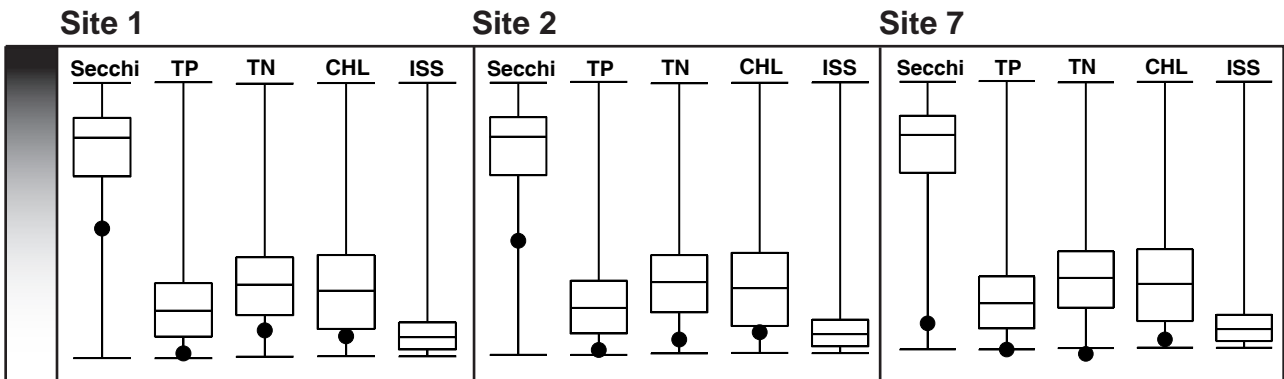 Site 1 Site 2 Site 7
Secchi TP TN CHL ISS Secchi TP TN CHL ISS Secchi TP TN CHL ISS